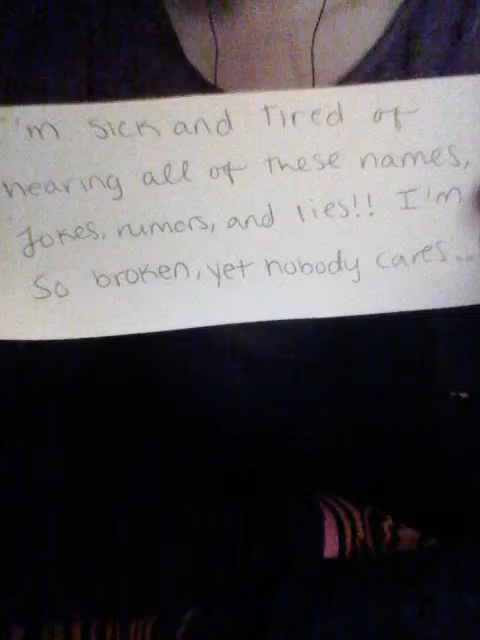 I'm sick and Tired of
hearing all of these names,
Jokes, rumors, and lies!! I'm
So broken, yet nobody cares...